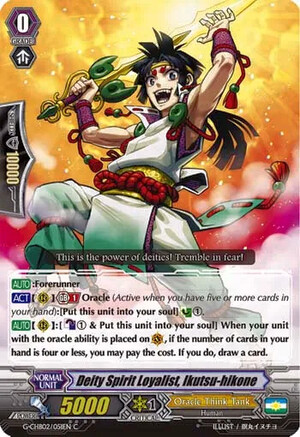 0
GRADE
10000
This is the power of deities! Tremble in fear!
AUTO :Forerunner
ACT [V/R] GB 1 Oracle (Active when you have five or more cards in
your hand):[Put this unit into your soul]
AUTO [R]:[ & Put this unit into your soul] When your unit
with the oracle ability is placed on , if the number of cards in your
hand is four or less, you may pay the cost. If you do, draw a card.
NORMAL
UNIT
Deity Spirit Loyalist, Ikutsu-hikone
5000
1
CRITICAL
Oracle Think Tank
Human
G-CHB02/051EN C